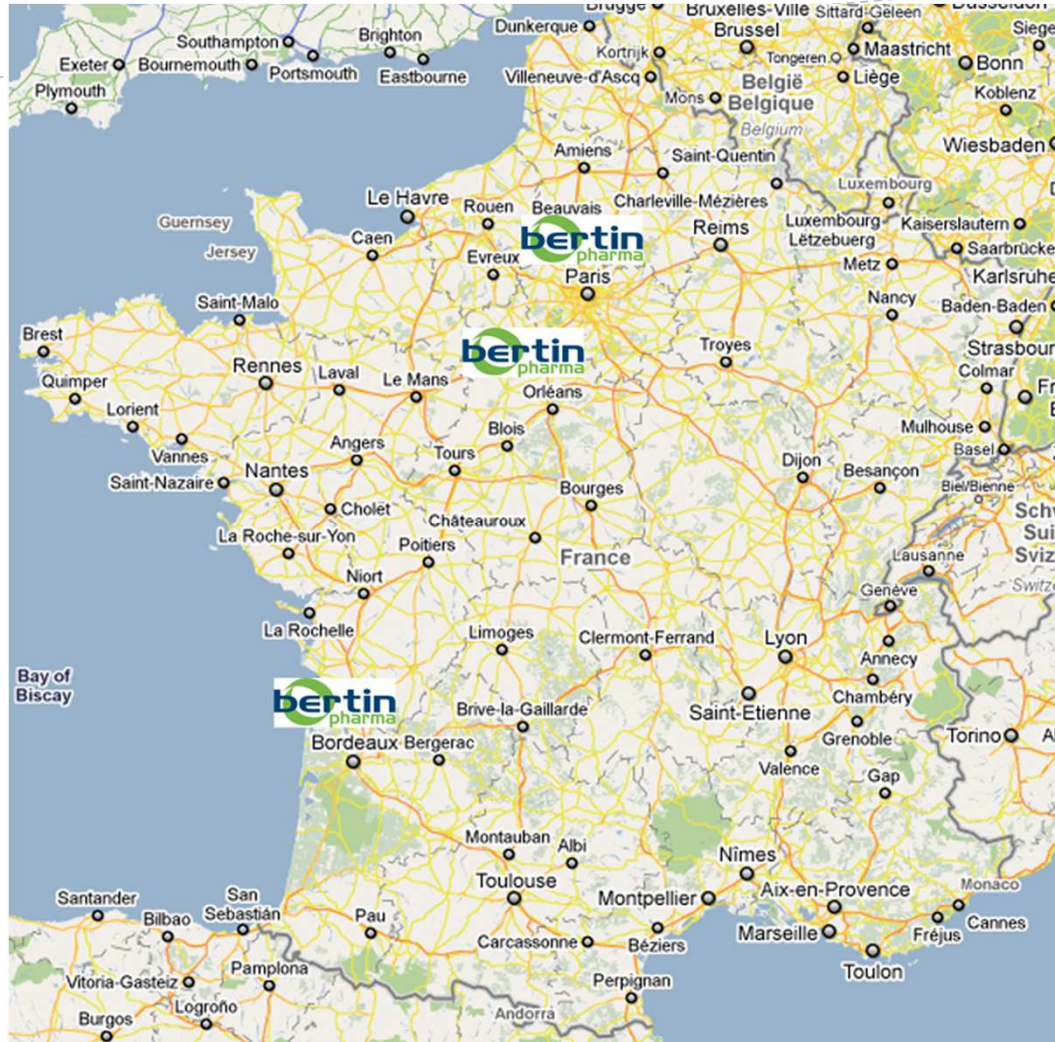 Brugge
Bruxelles-Ville
Sittard-Geleen
Dunkerque
Brussel
Southampton
Brighton
Kortrijk
Tongeren
Maastricht
Siege
Exeter
Bournemouth
Portsmouth
Eastbourne
Villeneuve-d'Ascq
België
Belgique
Belgium
Liège
Bonn
Plymouth
Mons
Koblenz
Amiens
Saint-Quentin
Wiesbaden
Le Havre
Rouen
Beauvais
Charleville-Mézières
Luxembourg
Guernsey
Jersey
Caen
bertin
pharma
Reims
Luxembourg
Lëtzebuerg
Kaiserslautern
Saarbrücke
Evreux
Paris
Metz
Karlsruhe
Saint-Malo
Nancy
Baden-Baden
Brest
bertin
pharma
Troyes
Strasbour
Quimper
Rennes
Laval
Le Mans
Orléans
Colmar
Fr
Lorient
Vannes
Angers
Tours
Blois
Mulhouse
Basel
Saint-Nazaire
Nantes
Dijon
Besançon
Biel/Bienne
Cholet
Bourges
Schw
Suis
Sviz
Switze
La Roche-sur-Yon
Poitiers
Châteauroux
France
Lausanne
Niort
Genève
La Rochelle
Limoges
Clermont-Ferrand
Lyon
Annecy
Bay of
Biscay
bertin
pharma
Brive-la-Gaillarde
Saint-Etienne
Chambéry
Bordeaux
Bergerac
Grenoble
Torino
Valence
Gap
Montauban
Albi
Nîmes
Toulouse
Montpellier
Aix-en-Provence
Monaco
Santander
Bilbao
San
Sebastián
Pau
Carcassonne
Béziers
Marseille
Fréjus
Cannes
Toulon
Vitoria-Gasteiz
Pamplona
Perpignan
Logroño
Andorra
Burgos